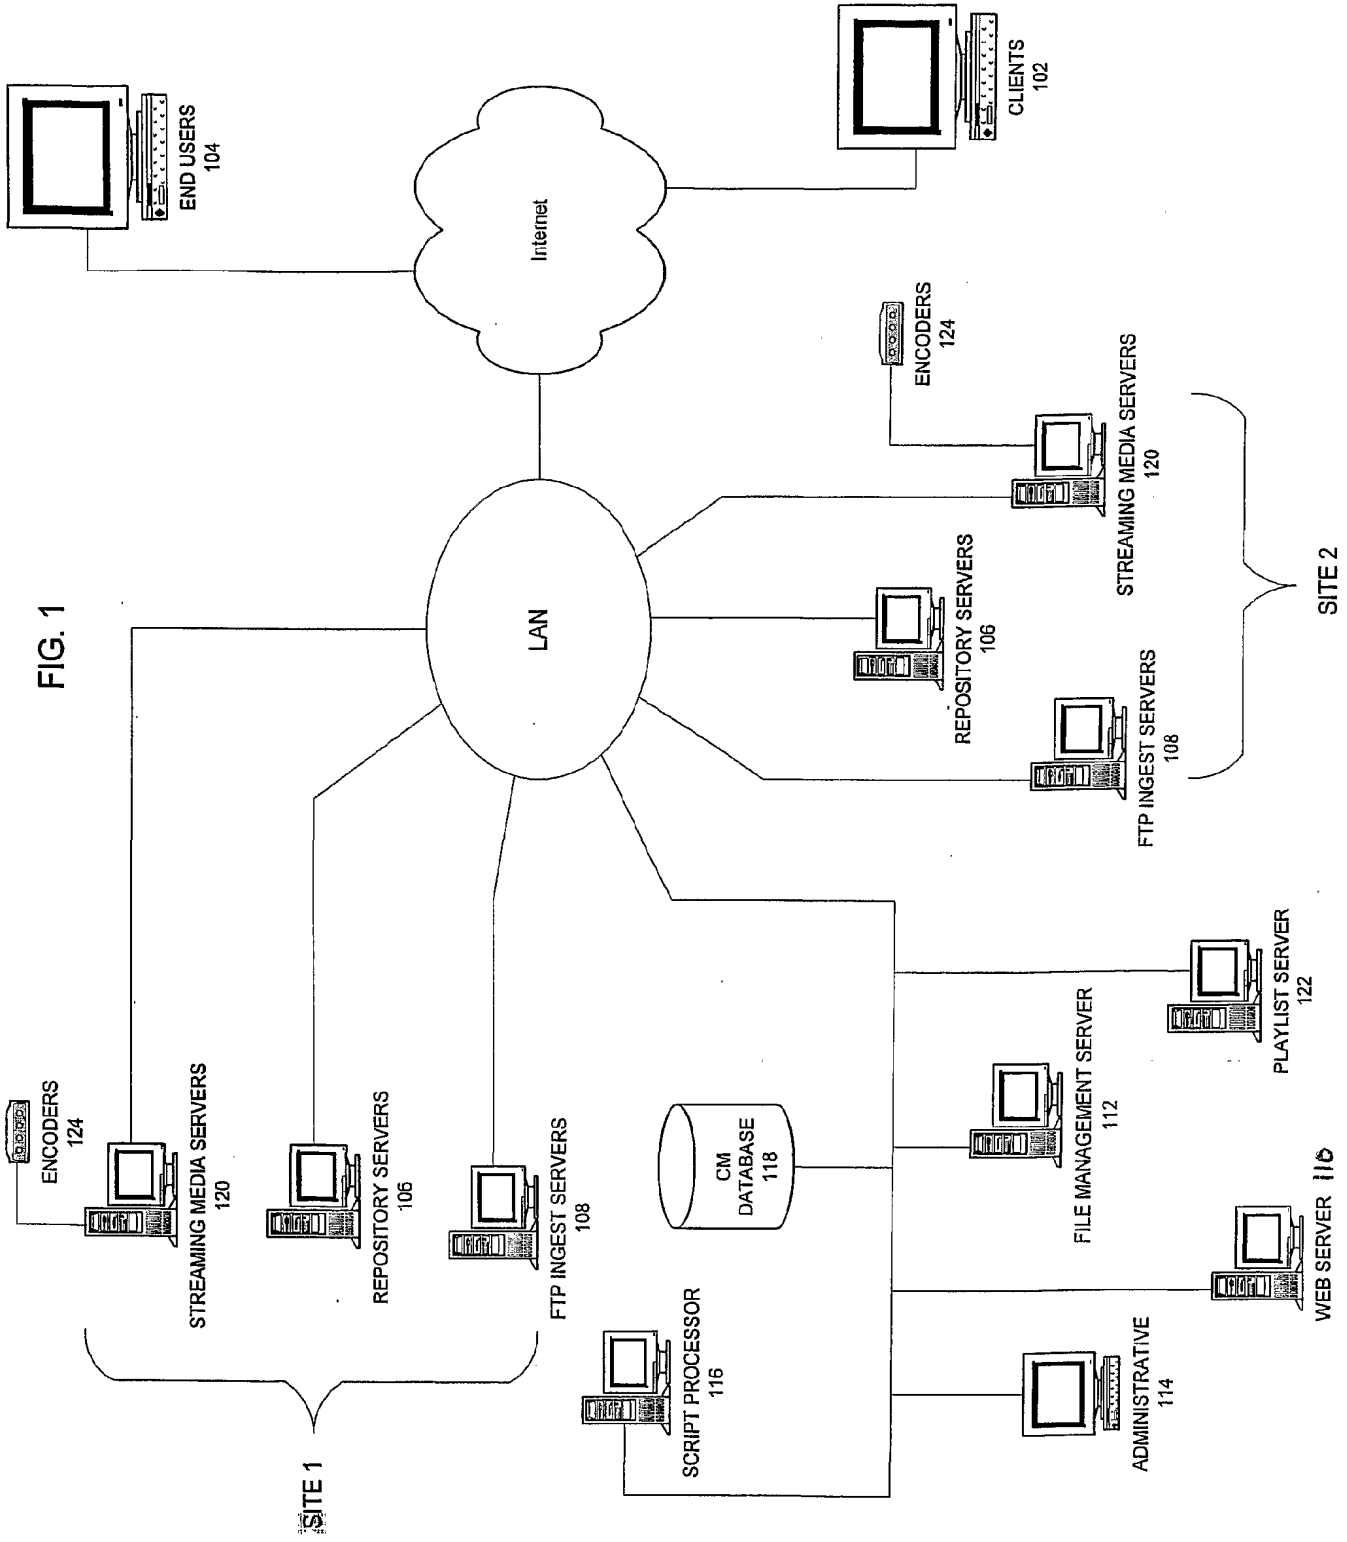 FIG. 1
END USERS
104
ENCODERS
124
STREAMING MEDIA SERVERS
120
SITE 1
REPOSITORY SERVERS
106
FTP INGEST SERVERS
108
LAN
Internet
SCRIPT PROCESSOR
116
CM
DATABASE
118
CLIENTS
102
ENCODERS
124
REPOSITORY SERVERS
106
STREAMING MEDIA SERVERS
120
FTP INGEST SERVERS
108
SITE 2
FILE MANAGEMENT SERVER
112
ADMINISTRATIVE
114
PLAYLIST SERVER
122
WEB SERVER 110